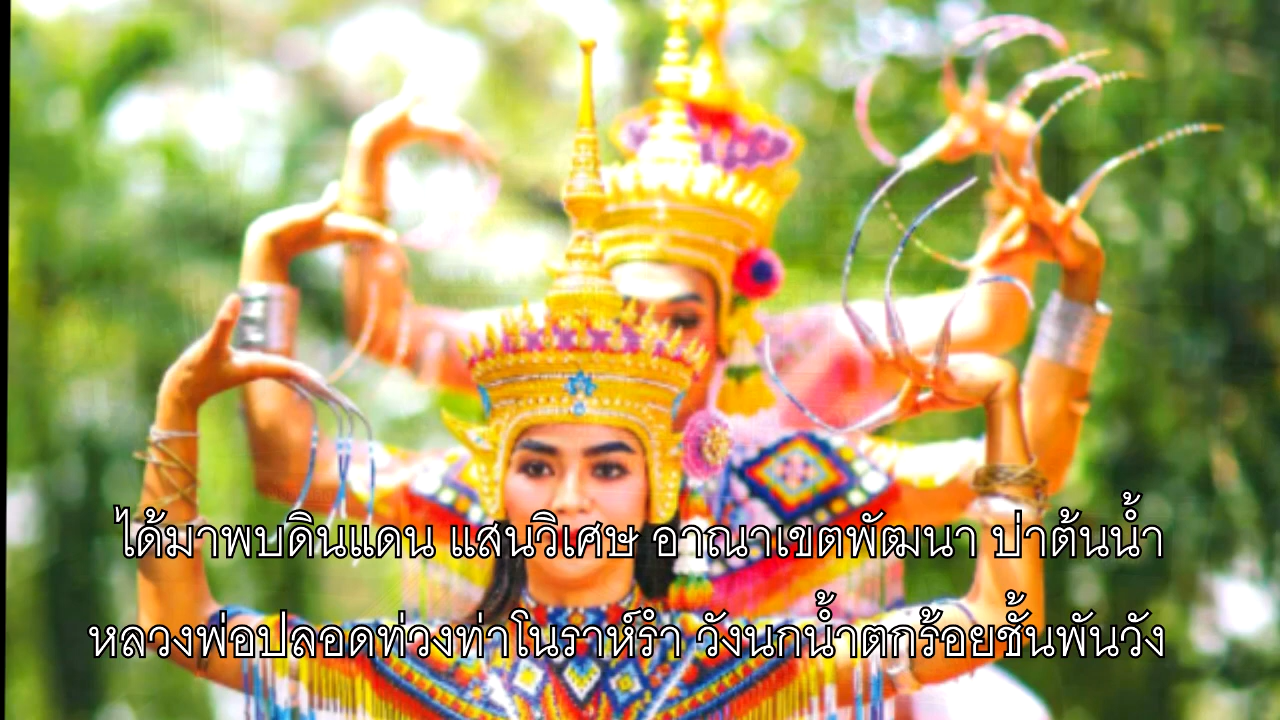 ได้มาพบดินแดน แสนวิเศษ อาณาเขตพัฒนา ป่าต้นน้ำ
หลวงพ่อปลอดท่วงท่าโนราห์รำ วังนกน้ำตกร้อยชั้นพันวัง